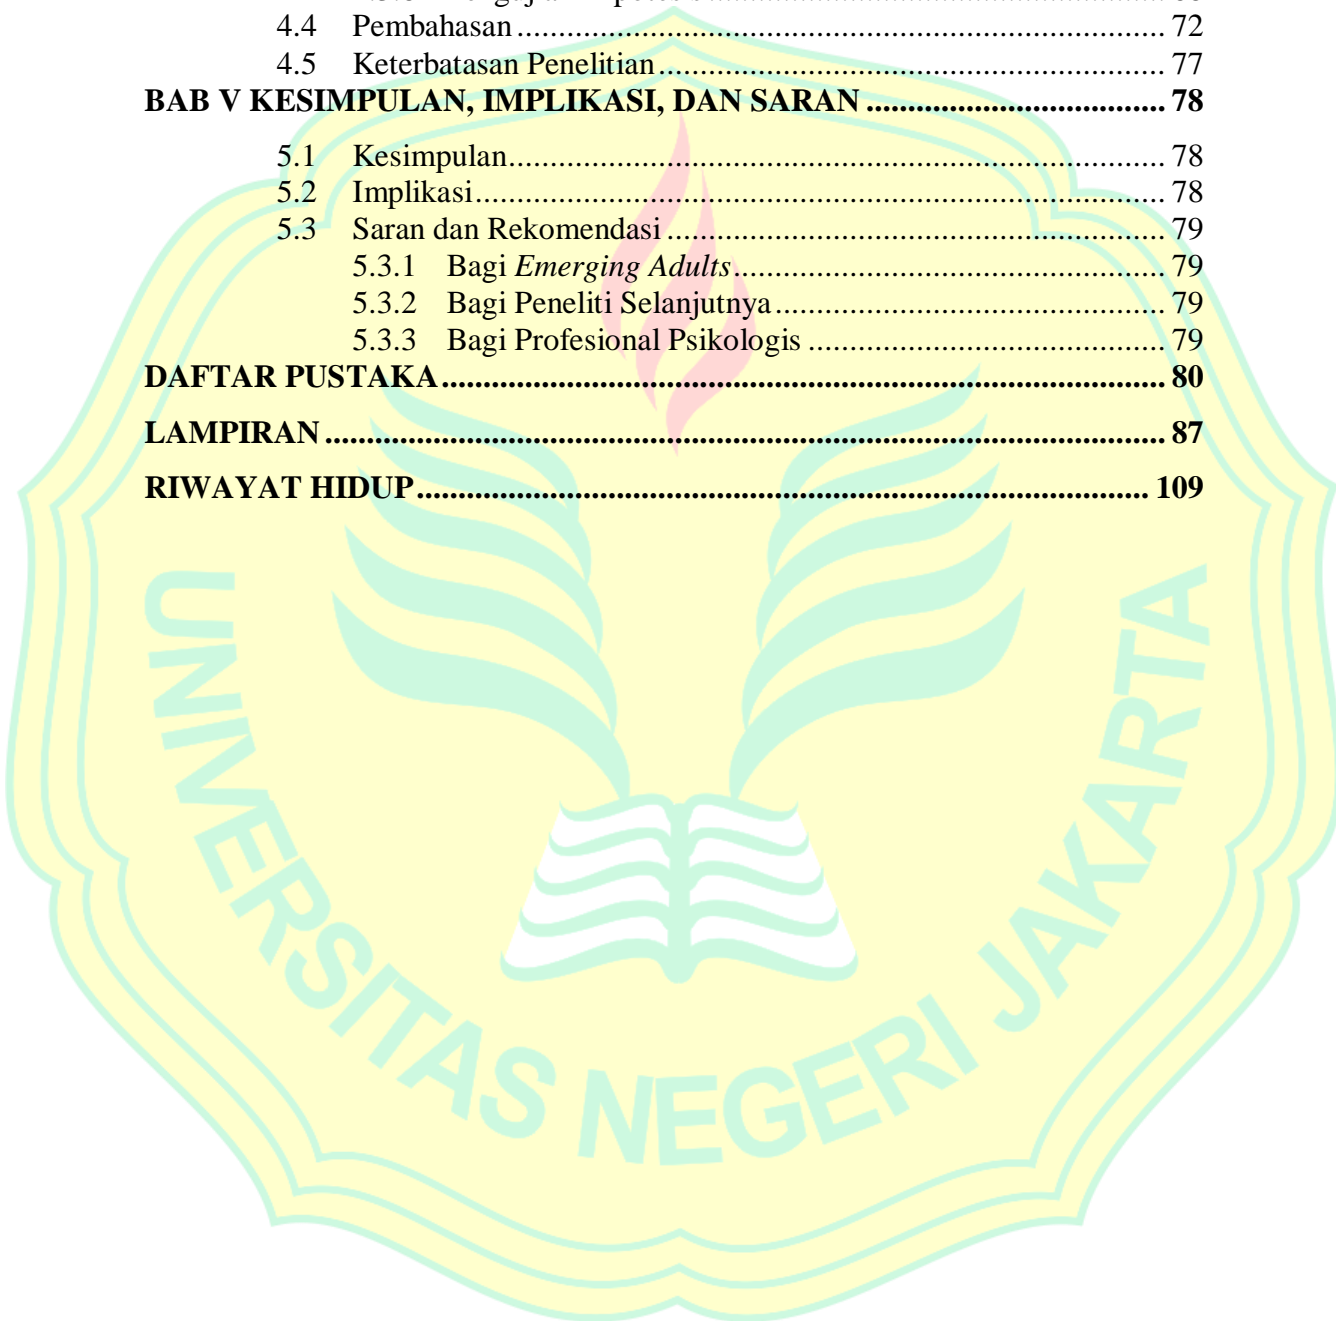 4.4 Pembahasan ........................................................................ 72
4.5 Keterbatasan Penelitian ........................................................ 77
BAB V KESIMPULAN, IMPLIKASI, DAN SARAN .................................... 78
5.1 Kesimpulan........................................................................ 78
5.2 Implikasi........................................................................... 78
5.3 Saran dan Rekomendasi ........................................................ 79
5.3.1 Bagi Emerging Adults.................................................... 79
5.3.2 Bagi Peneliti Selanjutnya ............................................... 79
5.3.3 Bagi Profesional Psikologis ........................................... 79
DAFTAR PUSTAKA....................................................................................... 80
LAMPIRAN..................................................................................................... 87
RIWAYAT HIDUP........................................................................................ 109
UNIVERSITAS NEGERI JAKARTA